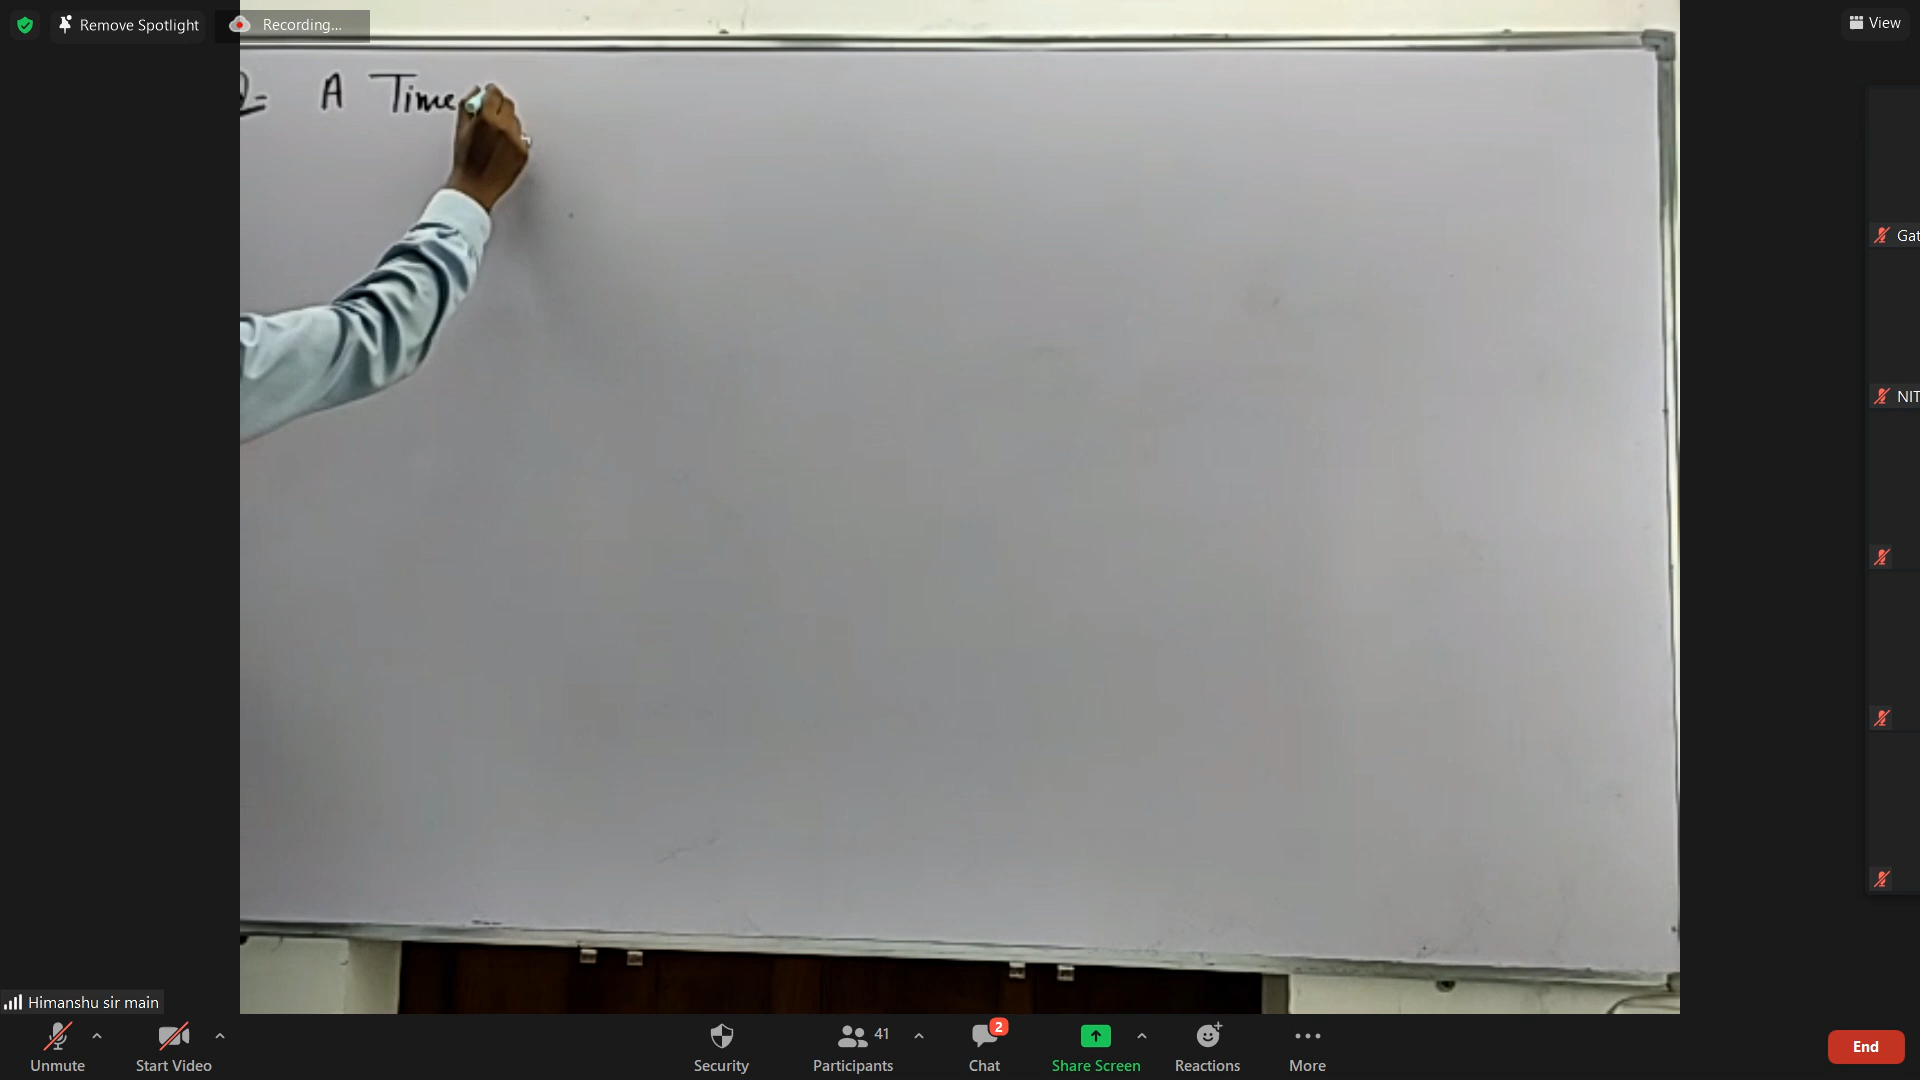 Remove Spotlight
Recording...
View
Q= A Time
Gat
NIT
Himanshu sir main
Unmute
Start Video
Security
41
Participants
2
Chat
Share Screen
Reactions
More
End